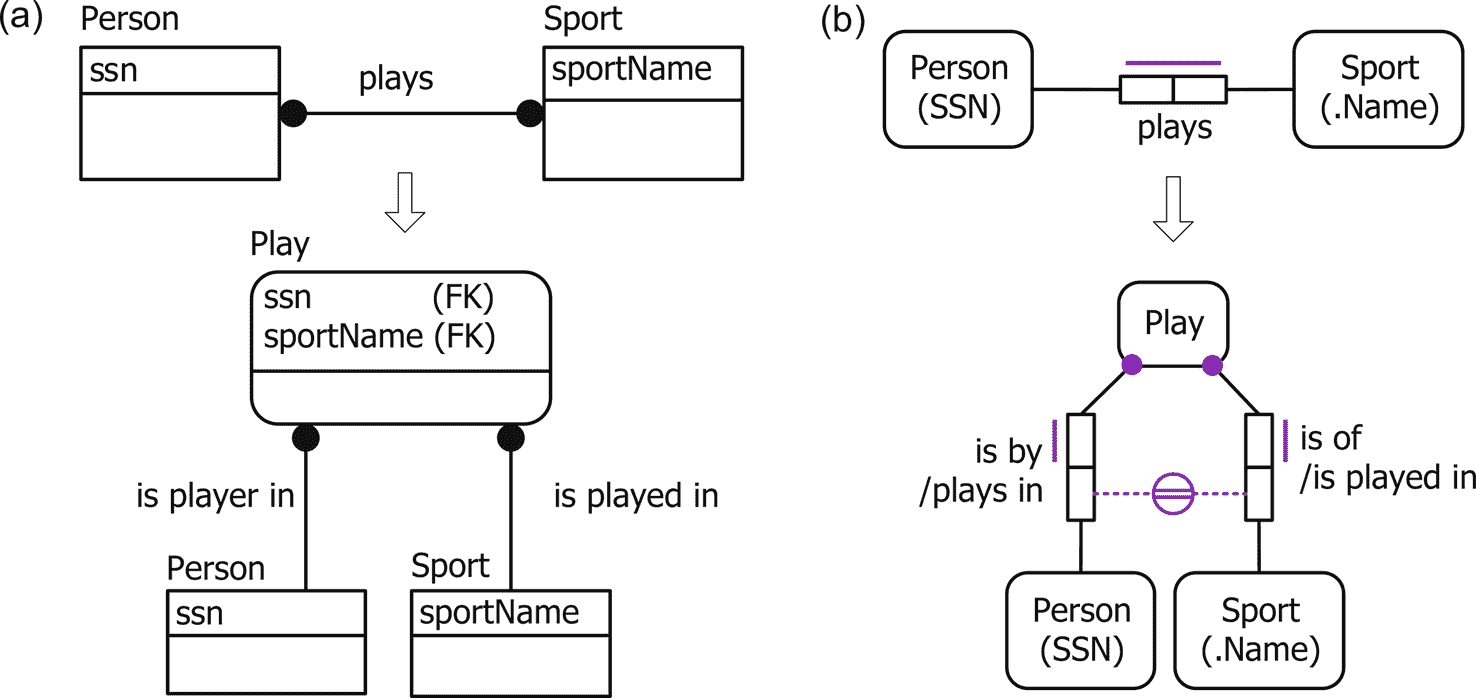 (a)
Person
Sport
ssn
plays
sportName
Play
ssn (FK)
sportName (FK)
is player in
is played in
Person
Sport
ssn
sportName
(b)
Person
(SSN)
plays
Sport
(.Name)
Play
is by
/plays in
is of
/is played in
Person
(SSN)
Sport
(.Name)